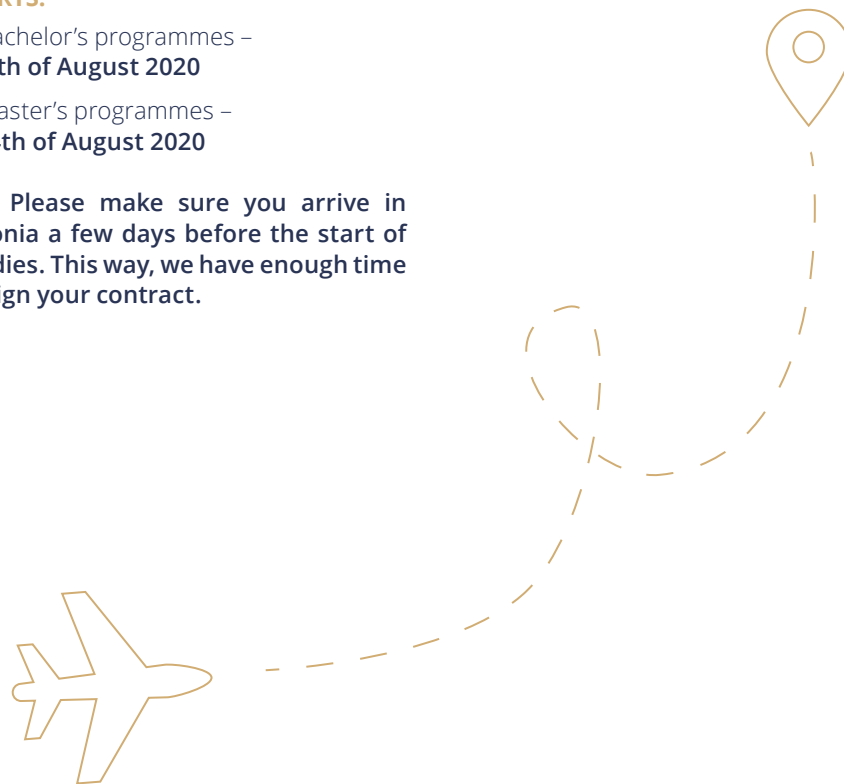 RTS:
achelor's programmes –
th of August 2020
aster's programmes –
th of August 2020
Please make sure you arrive in
onia a few days before the start of
dies. This way, we have enough time
ign your contract.